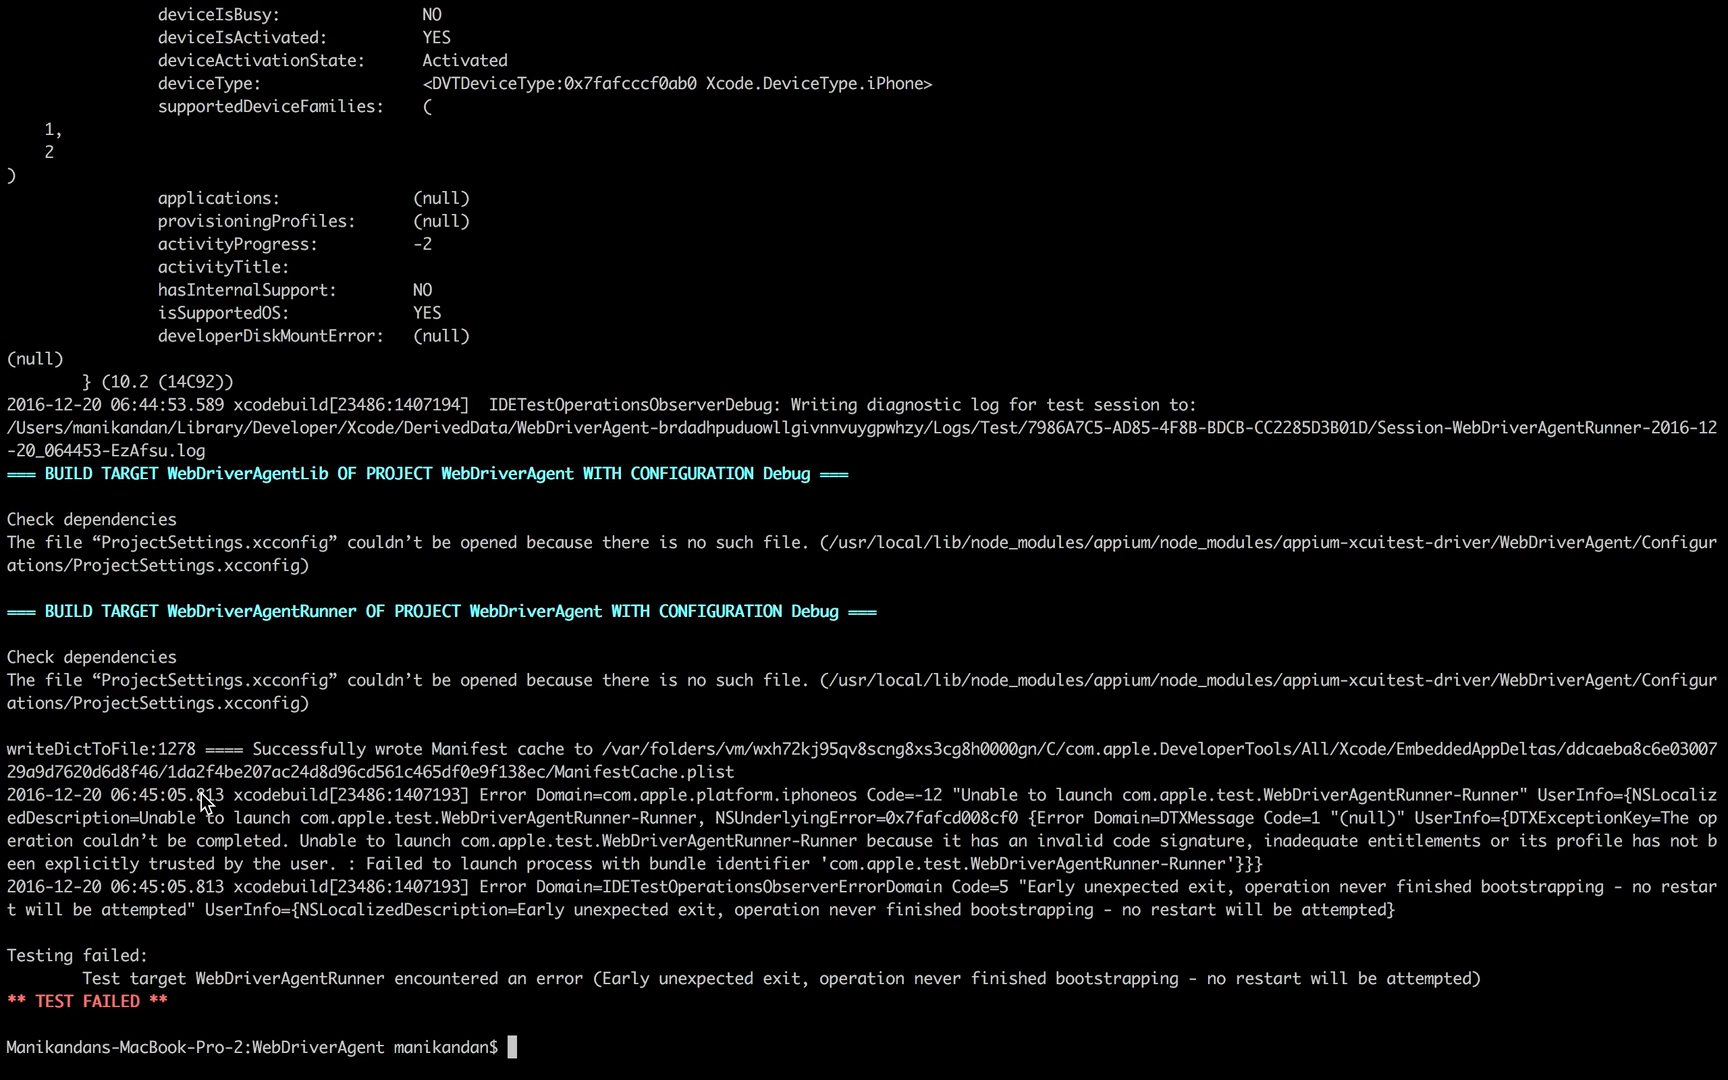 deviceIsBusy: NO
deviceIsActivated: YES
deviceActivationState: Activated
deviceType: <DVTDeviceType:0x7fafcccf0ab0 Xcode.DeviceType.iPhone>
supportedDeviceFamilies: (
1,
2
)
applications: (null)
provisioningProfiles: (null)
activityProgress: -2
activityTitle:
hasInternalSupport: NO
isSupportedOS: YES
developerDiskMountError: (null)
(null)
} (10.2 (14C92))
2016-12-20 06:44:53.589 xcodebuild[23486:1407194]  IDETestOperationsObserverDebug: Writing diagnostic log for test session to:
/Users/manikandan/Library/Developer/Xcode/DerivedData/WebDriverAgent-brdadhpuduowllgivnnvuygpwhzy/Logs/Test/7986A7C5-AD85-4F8B-BDCB-CC2285D3B01D/Session-WebDriverAgentRunner-2016-12
-20_064453-EzAfsu.log
=== BUILD TARGET WebDriverAgentLib OF PROJECT WebDriverAgent WITH CONFIGURATION Debug ===
Check dependencies
The file “ProjectSettings.xcconfig” couldn’t be opened because there is no such file. (/usr/local/lib/node_modules/appium/node_modules/appium-xcuitest-driver/WebDriverAgent/Configur
ations/ProjectSettings.xcconfig)
=== BUILD TARGET WebDriverAgentRunner OF PROJECT WebDriverAgent WITH CONFIGURATION Debug ===
Check dependencies
The file “ProjectSettings.xcconfig” couldn’t be opened because there is no such file. (/usr/local/lib/node_modules/appium/node_modules/appium-xcuitest-driver/WebDriverAgent/Configur
ations/ProjectSettings.xcconfig)
writeDictToFile:1278 ==== Successfully wrote Manifest cache to /var/folders/vm/wxh72kj95qv8scng8xs3cg8h0000gn/C/com.apple.DeveloperTools/All/Xcode/EmbeddedAppDeltas/ddcaeba8c6e03007
29a9d7620d6d8f46/1da2f4be207ac24d8d96cd561c465df0e9f138ec/ManifestCache.plist
2016-12-20 06:45:05.813 xcodebuild[23486:1407193] Error Domain=com.apple.platform.iphoneos Code=-12 "Unable to launch com.apple.test.WebDriverAgentRunner-Runner" UserInfo={NSLocaliz
edDescription=Unable to launch com.apple.test.WebDriverAgentRunner-Runner, NSUnderlyingError=0x7fafcd008cf0 {Error Domain=DTXMessage Code=1 "(null)" UserInfo={DTXExceptionKey=The op
eration couldn’t be completed. Unable to launch com.apple.test.WebDriverAgentRunner-Runner because it has an invalid code signature, inadequate entitlements or its profile has not b
een explicitly trusted by the user. : Failed to launch process with bundle identifier 'com.apple.test.WebDriverAgentRunner-Runner'}}}
2016-12-20 06:45:05.813 xcodebuild[23486:1407193] Error Domain=IDETestOperationsObserverErrorDomain Code=5 "Early unexpected exit, operation never finished bootstrapping - no restar
t will be attempted" UserInfo={NSLocalizedDescription=Early unexpected exit, operation never finished bootstrapping - no restart will be attempted}
Testing failed:
Test target WebDriverAgentRunner encountered an error (Early unexpected exit, operation never finished bootstrapping - no restart will be attempted)
** TEST FAILED **
Manikandans-MacBook-Pro-2:WebDriverAgent manikandan$